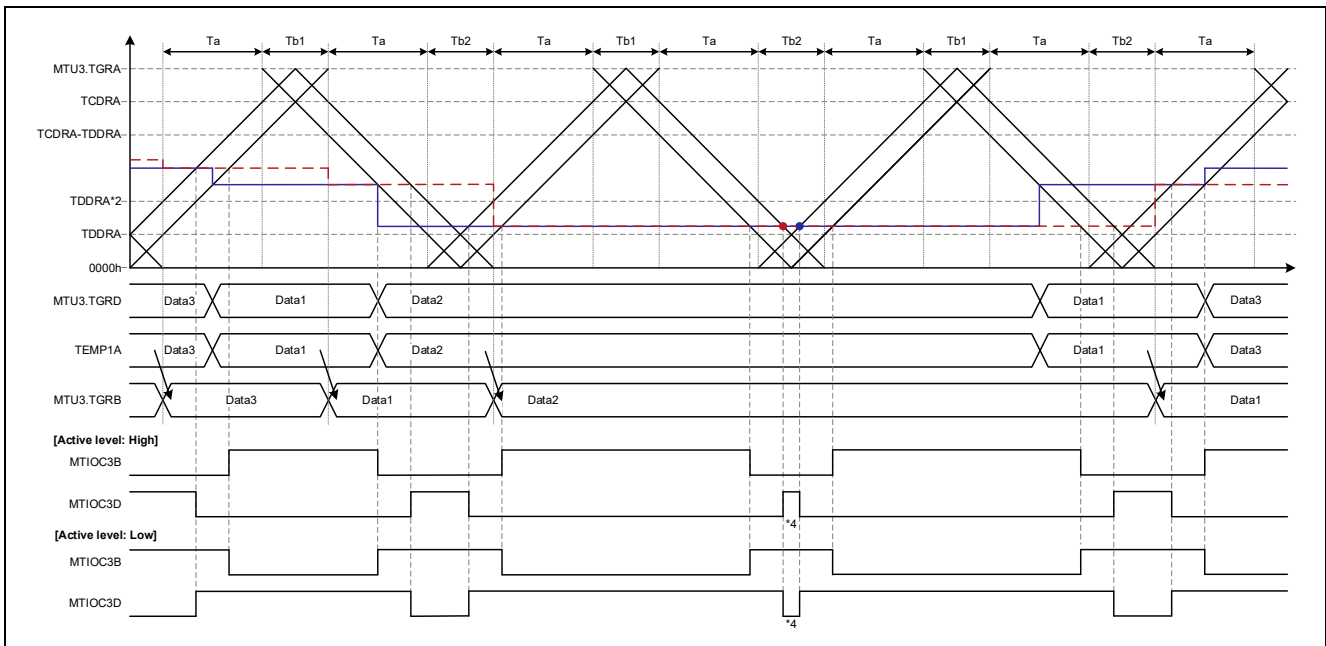 Ta Tb1 Ta Tb2 Ta Tb1 Ta Tb2 Ta Tb1 Ta Tb2 Ta
MTU3.TGRA
TCDRA
TCDRA-TDDRA
TDDRA*2
TDDRA
0000h
MTU3.TGRD Data3 Data1 Data2 Data1 Data3
TEMP1A Data3 Data1 Data2 Data1 Data3
MTU3.TGRB Data3 Data1 Data2 Data1
[Active level: High]
MTIOC3B
MTIOC3D
*4
[Active level: Low]
MTIOC3B
MTIOC3D
*4